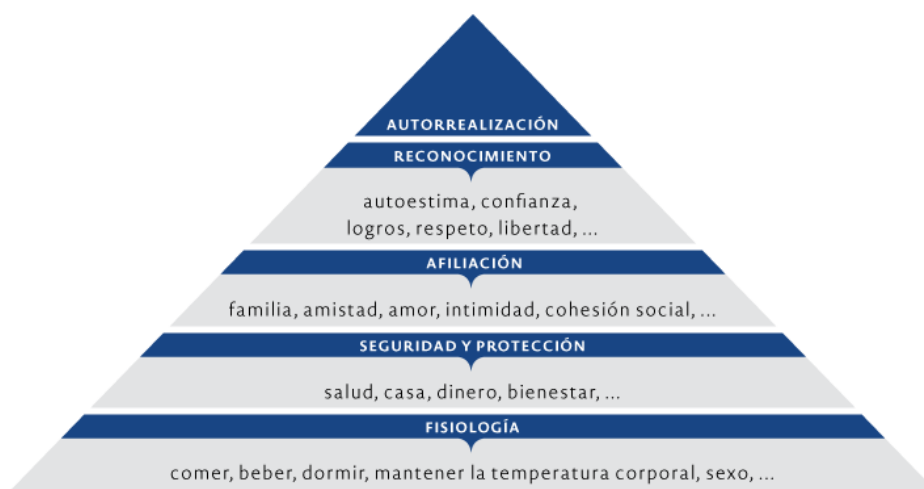 AUTORREALIZACIÓN
RECONOCIMIENTO
autoestima, confianza,
logros, respeto, libertad, ...
AFILIACIÓN
familia, amistad, amor, intimidad, cohesión social, ...
SEGURIDAD Y PROTECCIÓN
salud, casa, dinero, bienestar, ...
FISIOLOGÍA
comer, beber, dormir, mantener la temperatura corporal, sexo, ...